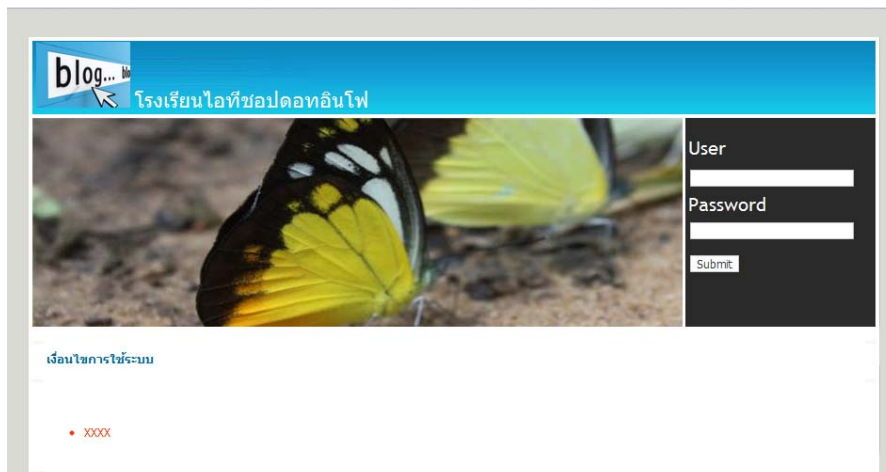 blog...
โรงเรียนไอทีชอปดอทอินโฟ
User
Password
Submit
เงื่อนไขการใช้ระบบ
XXXX